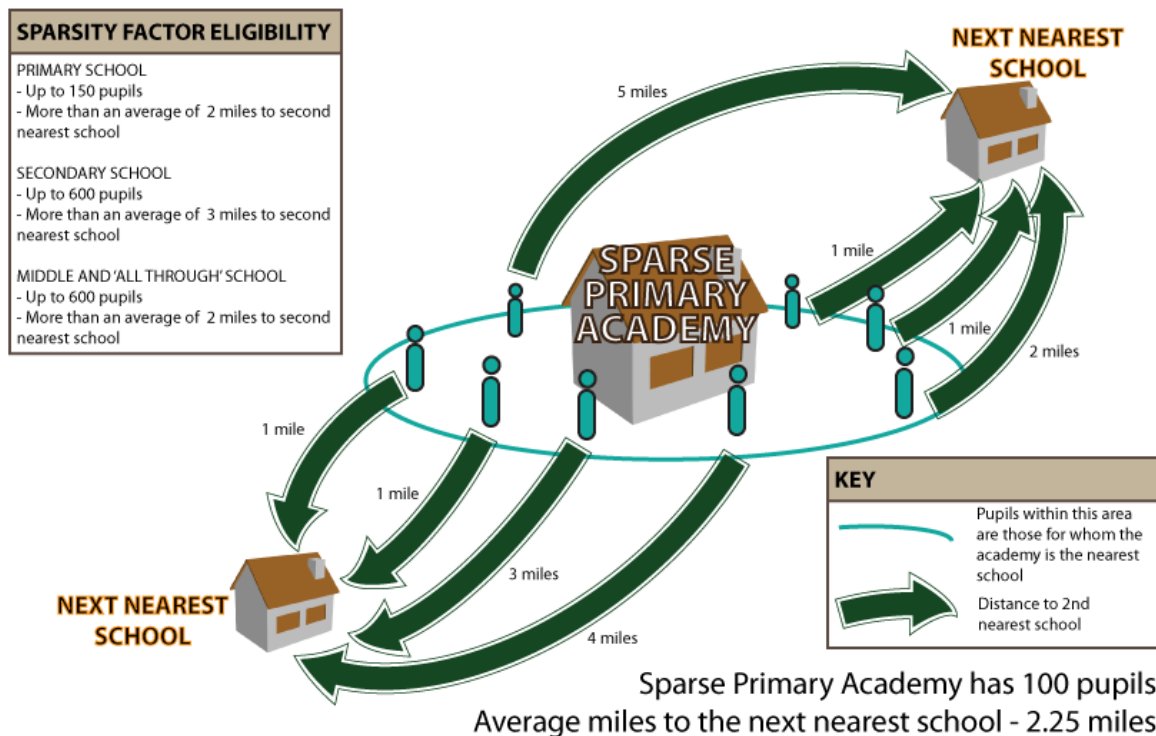 SPARSITY FACTOR ELIGIBILITY
PRIMARY SCHOOL
- Up to 150 pupils
- More than an average of 2 miles to second
nearest school
SECONDARY SCHOOL
- Up to 600 pupils
- More than an average of 3 miles to second
nearest school
MIDDLE AND ‘ALL THROUGH’ SCHOOL
- Up to 600 pupils
- More than an average of 2 miles to second
nearest school
NEXT NEAREST
SCHOOL
5 miles
SPARSE
PRIMARY
ACADEMY
1 mile
1 mile
2 miles
1 mile
1 mile
3 miles
4 miles
NEXT NEAREST
SCHOOL
KEY
Pupils within this area
are those for whom the
academy is the nearest
school
Distance to 2nd
nearest school
Sparse Primary Academy has 100 pupils
Average miles to the next nearest school - 2.25 miles